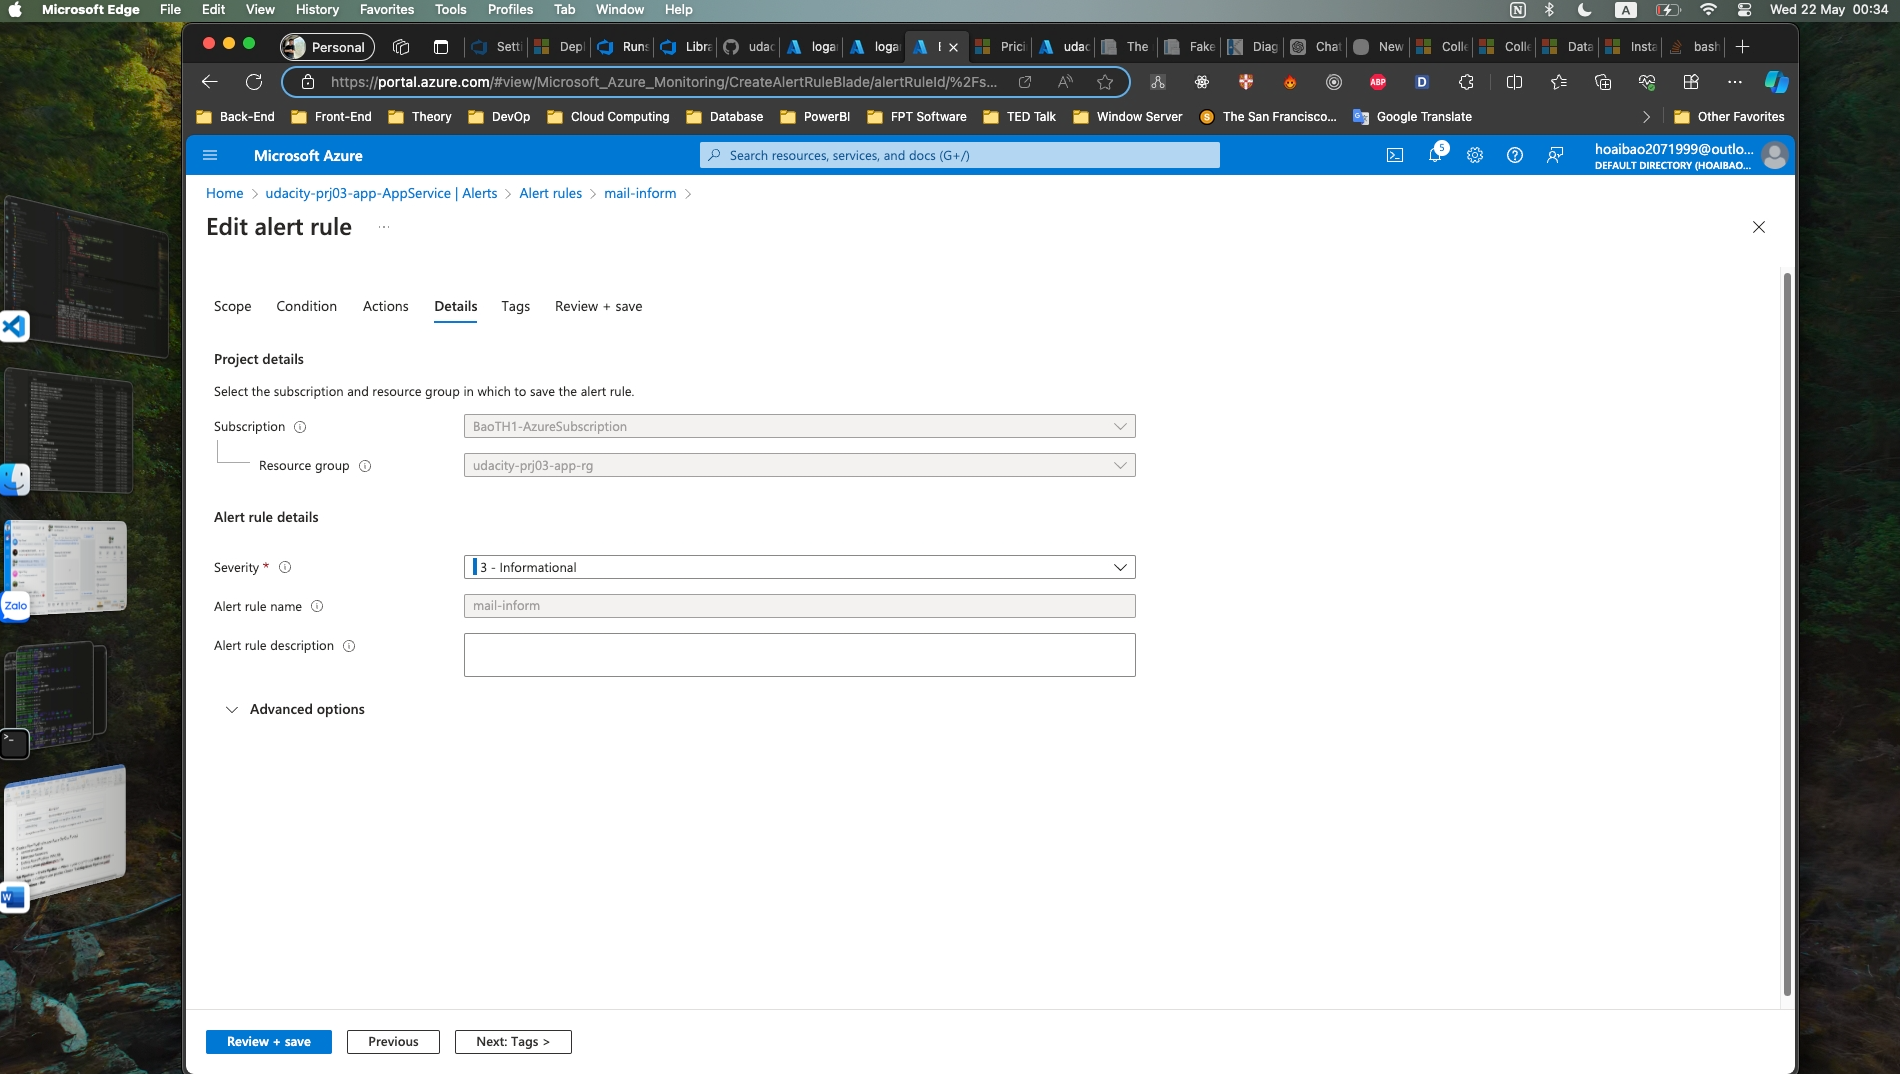 Microsoft Edge File Edit View History Favorites Tools Profiles Tab Window Help A Wed 22 May 00:34
Personal Setti Depl Runs Libra udac logan logan Prici udac The Fake Diag Chat New Colle Colle Data Insta bash
https://portal.azure.com/#view/Microsoft_Azure_Monitoring/CreateAlertRuleBlade/alertRuleId/%2Fs... ABP D
Back-End Front-End Theory DevOp Cloud Computing Database PowerBI FPT Software TED Talk Window Server The San Francisco... Google Translate Other Favorites
Microsoft Azure Search resources, services, and docs (G+/) 5 hoaibao2071999@outlo...
DEFAULT DIRECTORY (HOAIBAO...
Home > udacity-prj03-app-AppService | Alerts > Alert rules > mail-inform >
Edit alert rule ...
Scope Condition Actions Details Tags Review + save
Project details
Select the subscription and resource group in which to save the alert rule.
Subscription BaoTH1-AzureSubscription
Resource group udacity-prj03-app-rg
Alert rule details
Severity * 3 - Informational
Alert rule name mail-inform
Alert rule description
Advanced options
Review + save Previous Next: Tags >
Zalo